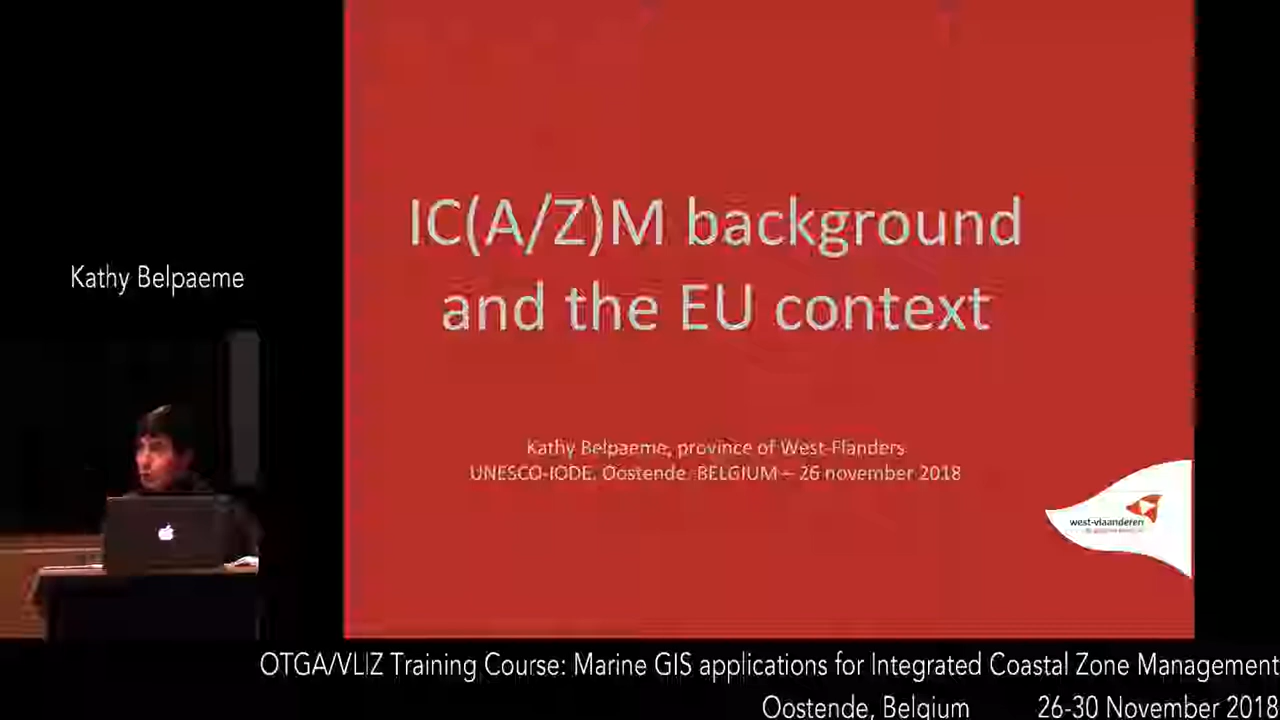 IC(A/Z)M background
and the EU context
Kathy Belpaeme
Kathy Belpaeme, province of West-Flanders
UNESCO-IODE, Oostende, BELGIUM – 26 november 2018
west-vlaanderen
OTGA/VLIZ Training Course: Marine GIS applications for Integrated Coastal Zone Management
Oostende, Belgium 26-30 November 2018